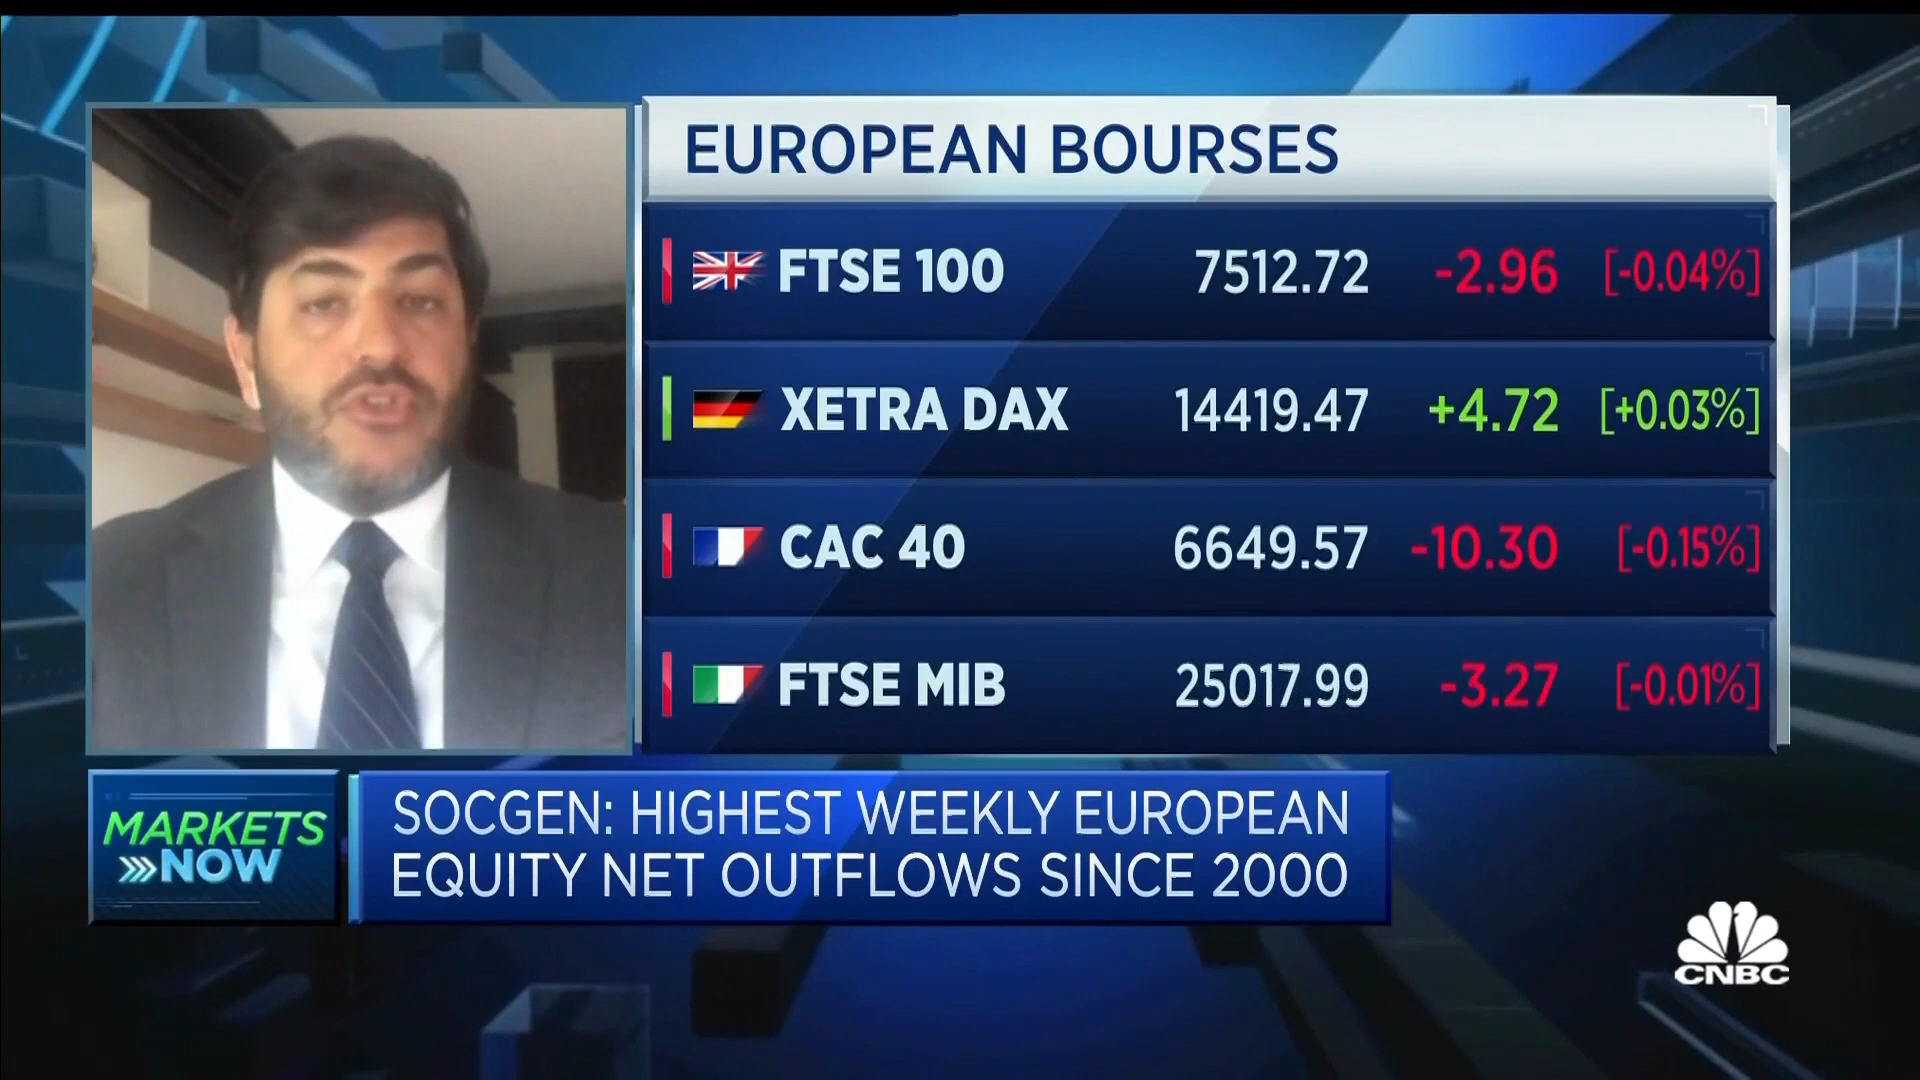 EUROPEAN BOURSES
FTSE 100 7512.72 -2.96 [-0.04%]
XETRA DAX 14419.47 +4.72 [+0.03%]
CAC 40 6649.57 -10.30 [-0.15%]
FTSE MIB 25017.99 -3.27 [-0.01%]
MARKETS
NOW
SOCGEN: HIGHEST WEEKLY EUROPEAN
EQUITY NET OUTFLOWS SINCE 2000
CNBC